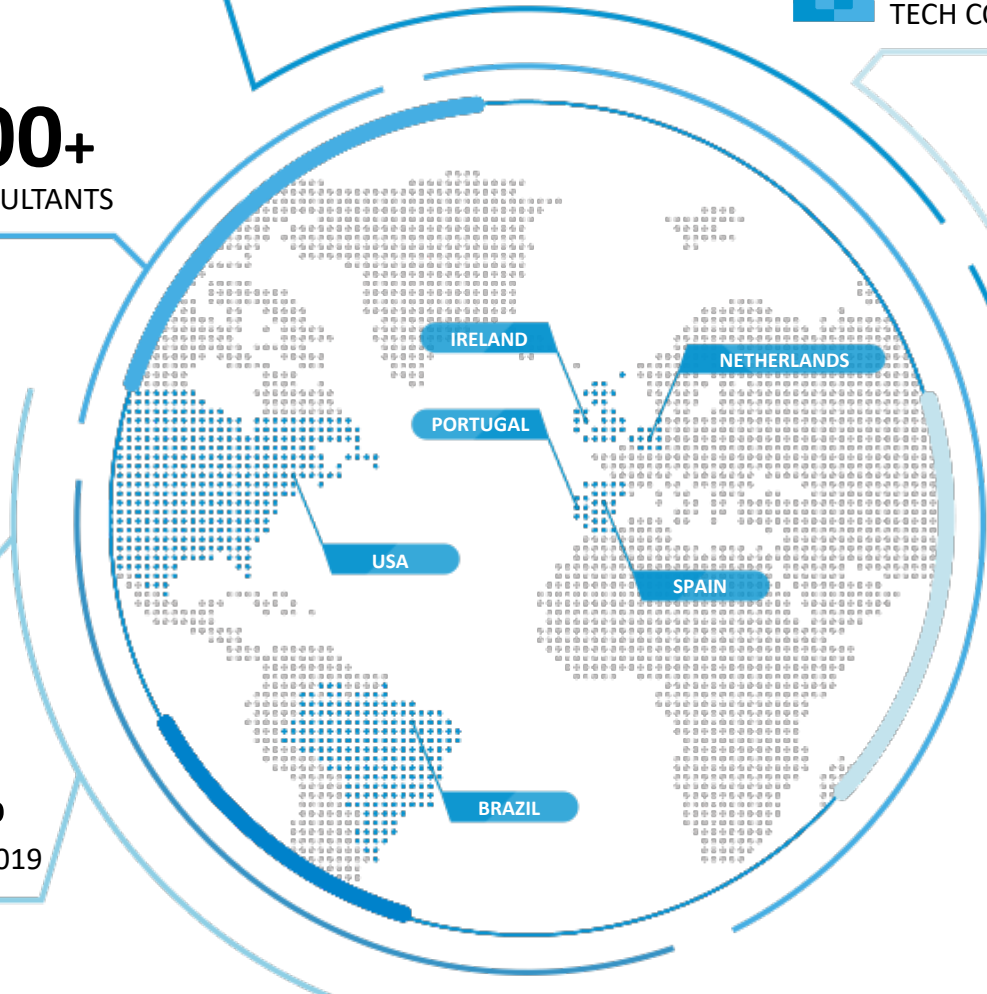 TECH CO
00+
ULTANTS
IRELAND
NETHERLANDS
PORTUGAL
USA
SPAIN
BRAZIL
019